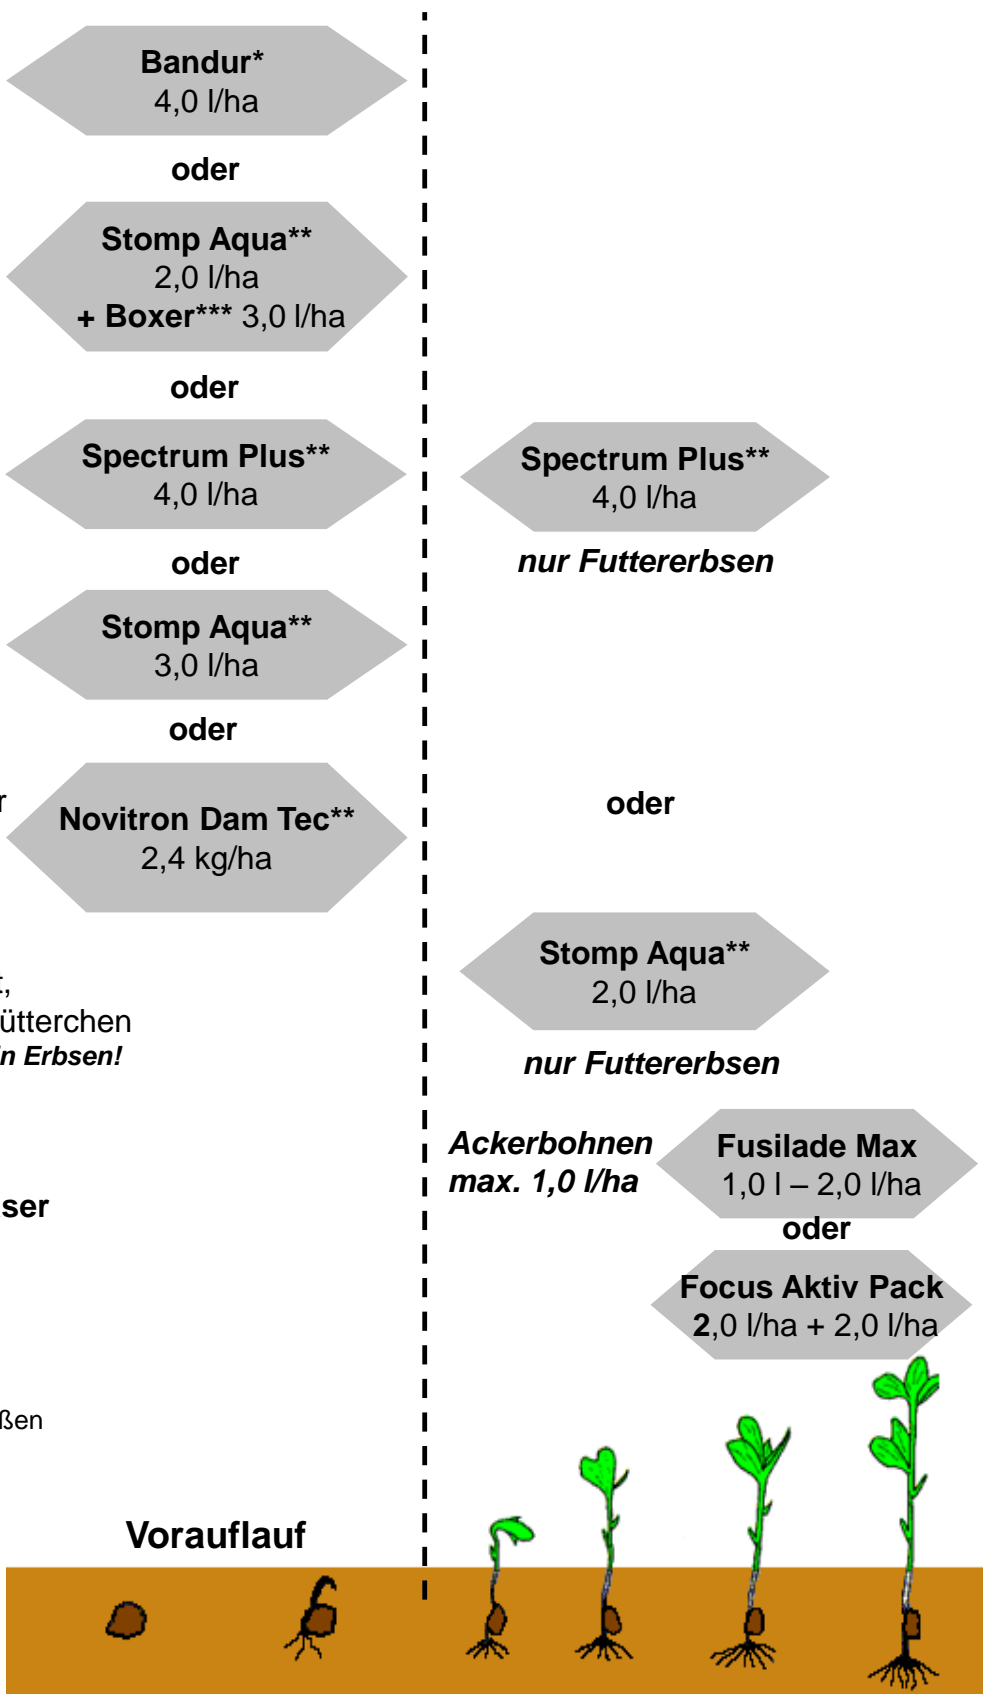 Bandur*
4,0 l/ha
oder
Stomp Aqua**
2,0 l/ha
+ Boxer*** 3,0 l/ha
oder
Spectrum Plus**
4,0 l/ha
oder
Stomp Aqua**
3,0 l/ha
oder
r
Novitron Dam Tec**
2,4 kg/ha
t,
ütterchen
n Erbsen!
ser
ßen
Vorauflauf
Spectrum Plus**
4,0 l/ha
nur Futtererbsen
oder
Stomp Aqua**
2,0 l/ha
nur Futtererbsen
Ackerbohnen
max. 1,0 l/ha
Fusilade Max
1,0 l – 2,0 l/ha
oder
Focus Aktiv Pack
2,0 l/ha + 2,0 l/ha